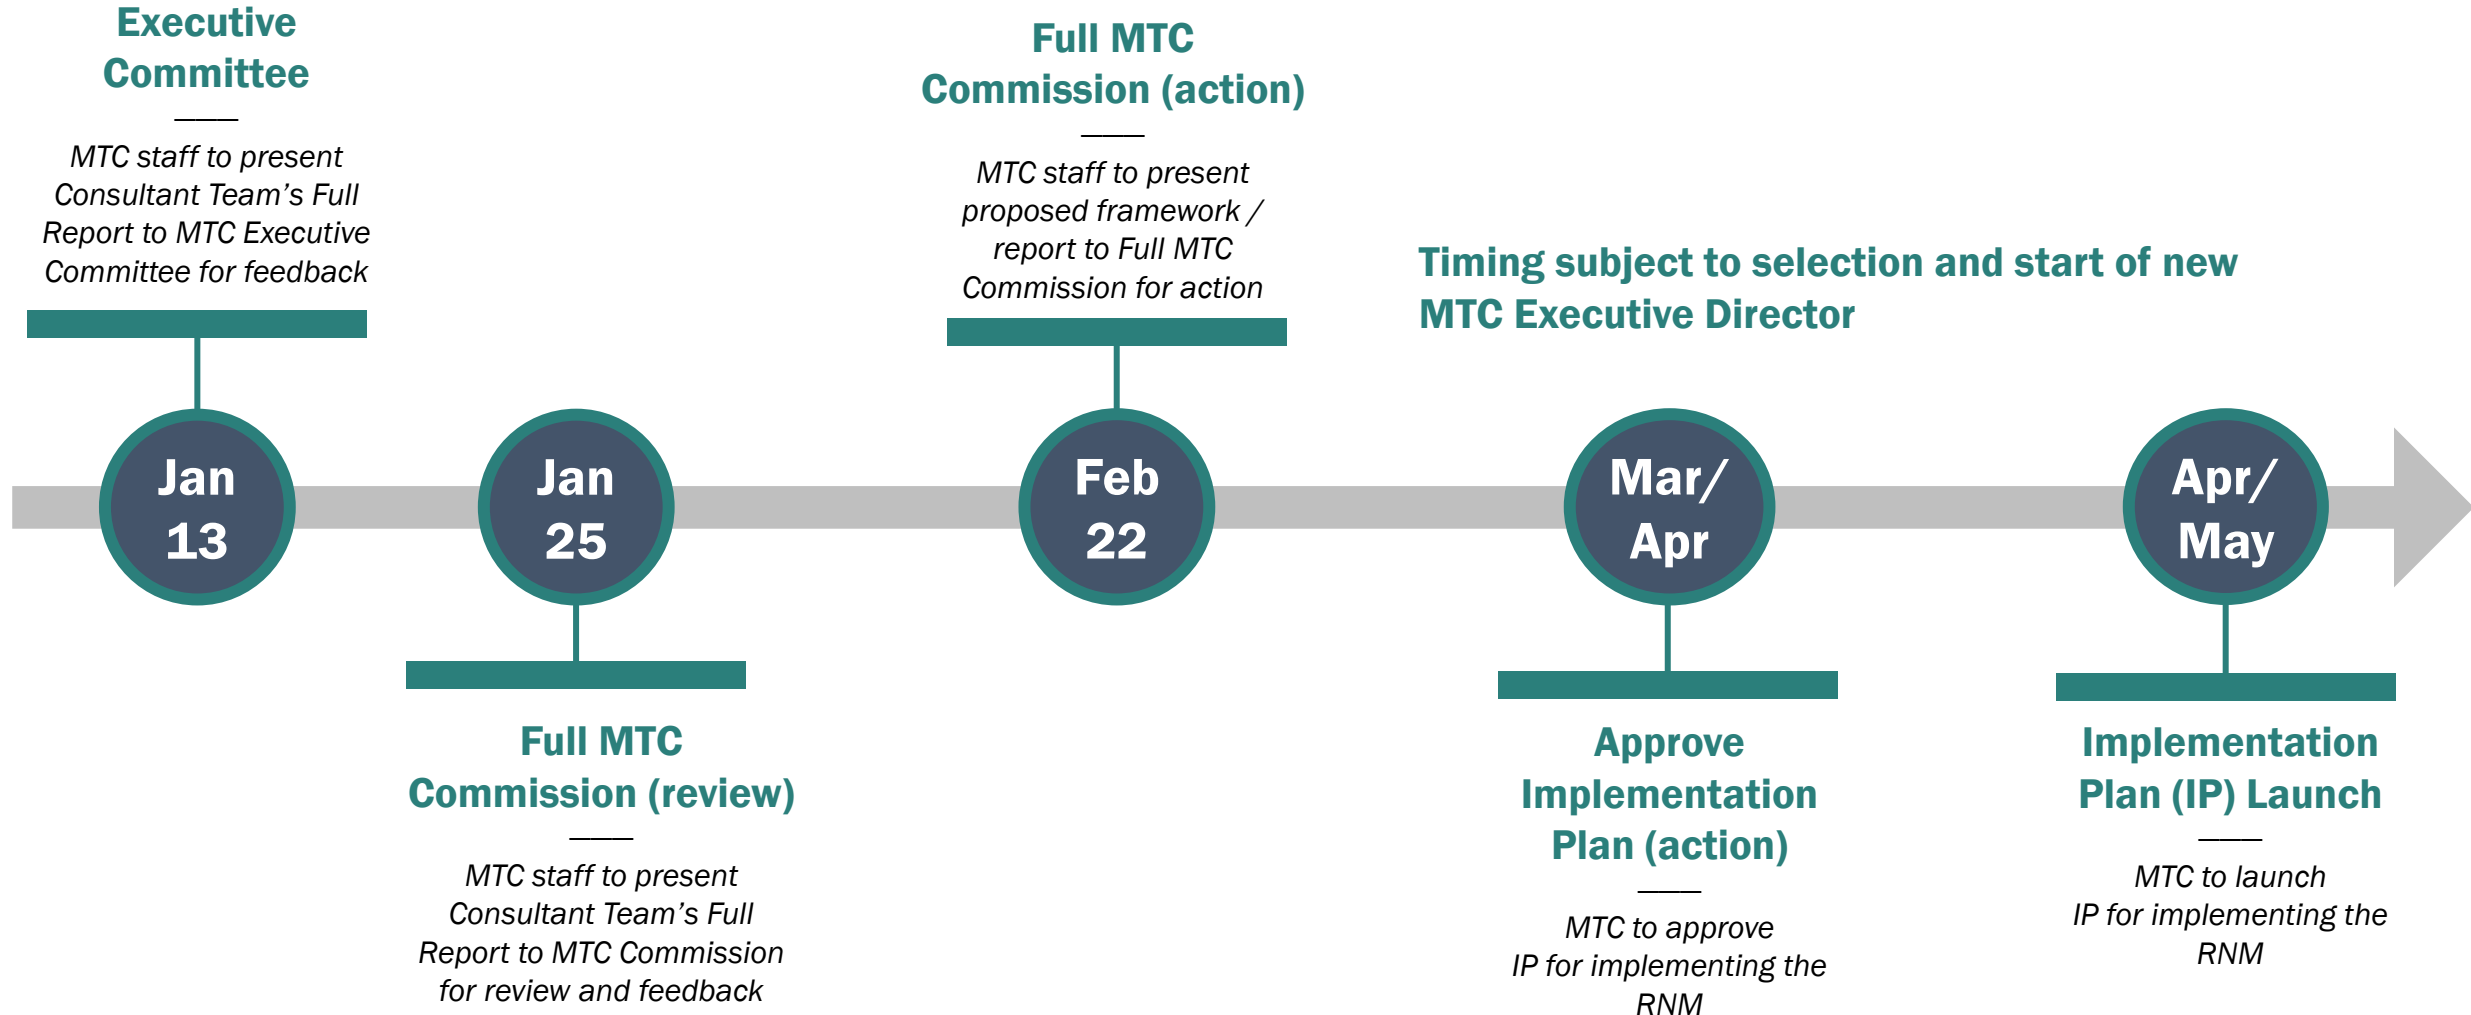 Executive
Committee
MTC staff to present
Consultant Team's Full
Report to MTC Executive
Committee for feedback
Full MTC
Commission (action)
MTC staff to present
proposed framework /
report to Full MTC
Commission for action
Timing subject to selection and start of new
MTC Executive Director
Jan
13
Jan
25
Feb
22
Mar/
Apr
Apr/
May
Full MTC
Commission (review)
MTC staff to present
Consultant Team's Full
Report to MTC Commission
for review and feedback
Approve
Implementation
Plan (action)
MTC to approve
IP for implementing the
RNM
Implementation
Plan (IP) Launch
MTC to launch
IP for implementing the
RNM